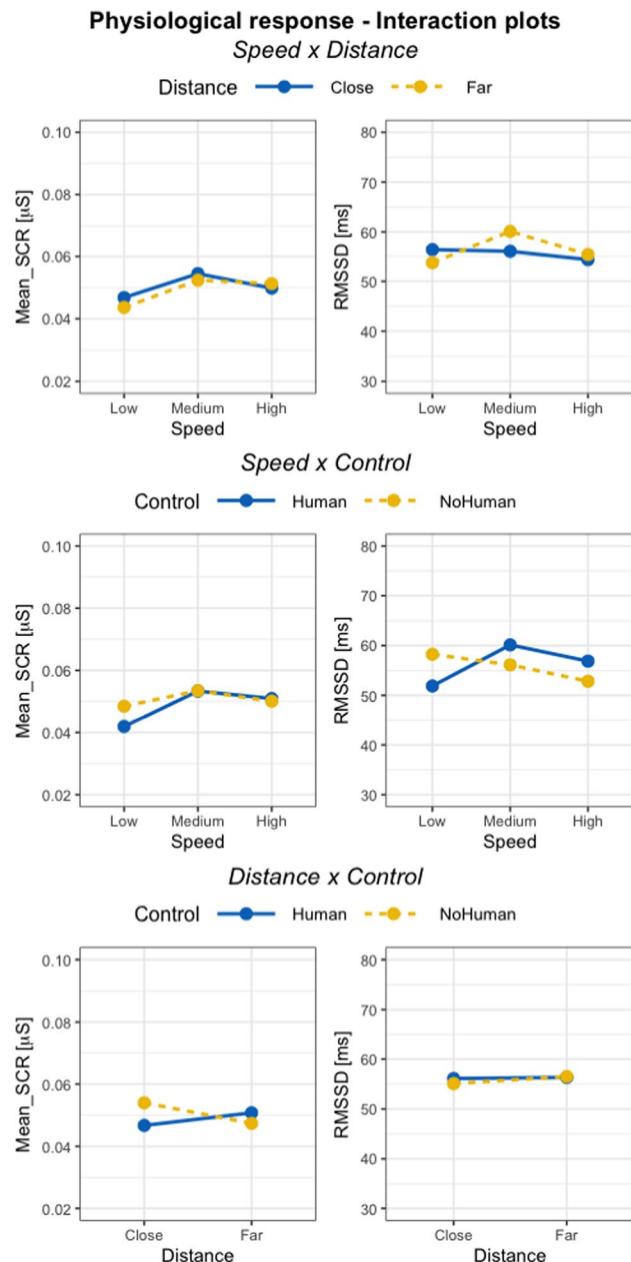 Physiological response - Interaction plots
Speed x Distance
Distance Close Far
0.10
0.08
0.06
0.04
0.02
Mean_SCR [μS]
Low Medium High
Speed
80
70
60
50
40
30
RMSSD [ms]
Low Medium High
Speed
Speed x Control
Control Human NoHuman
0.10
0.08
0.06
0.04
0.02
Mean_SCR [μS]
Low Medium High
Speed
80
70
60
50
40
30
RMSSD [ms]
Low Medium High
Speed
Distance x Control
Control Human NoHuman
0.10
0.08
0.06
0.04
0.02
Mean_SCR [μS]
Close Far
Distance
80
70
60
50
40
30
RMSSD [ms]
Close Far
Distance